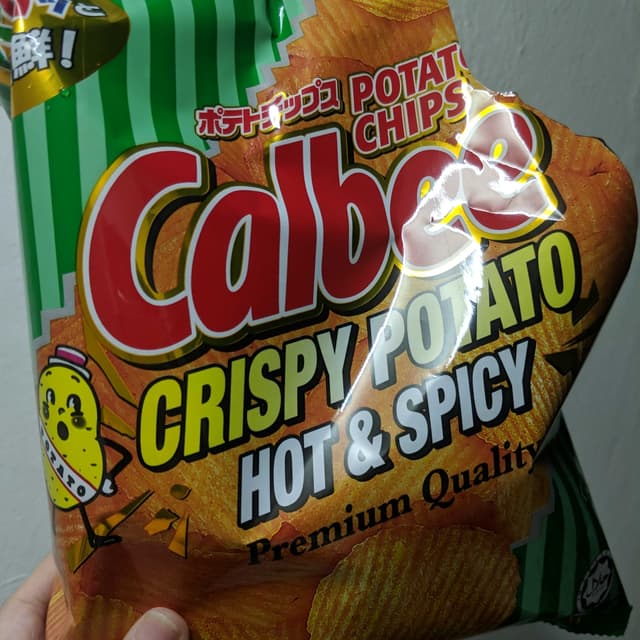 鮮!
ポテトチップス POTATO
CHIPS
Calbee
CRISPY POTATO
HOT & SPICY
Premium Quality
POTATO